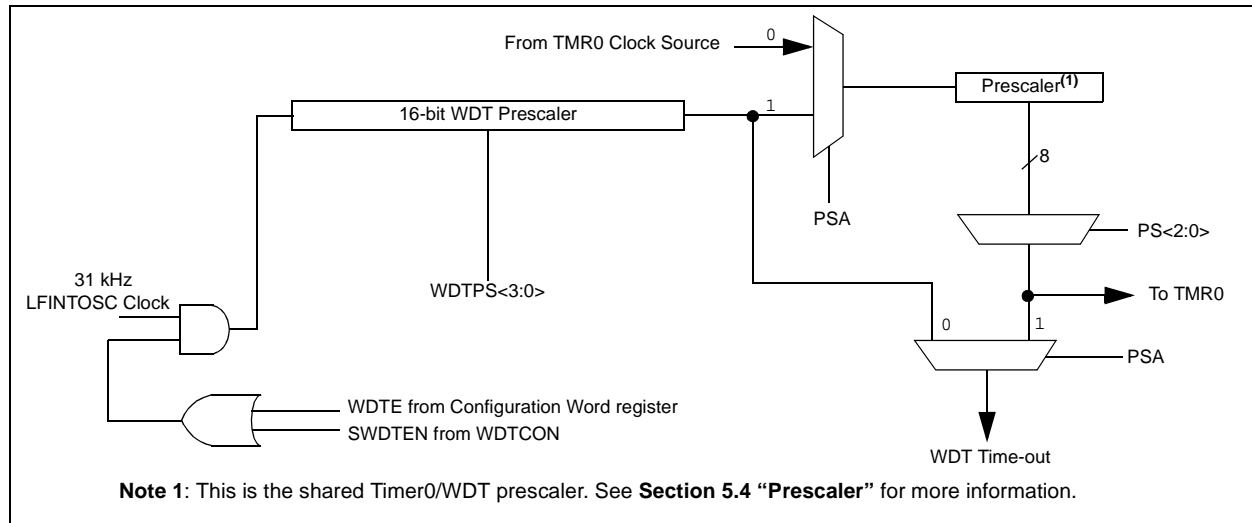 From TMR0 Clock Source
0
Prescaler(1)
16-bit WDT Prescaler
1
8
PSA
PS<2:0>
31 kHz
LFINTOSC Clock
WDTPS<3:0>
To TMR0
0
1
PSA
WDTE from Configuration Word register
SWDTEN from WDTCON
WDT Time-out
Note 1: This is the shared Timer0/WDT prescaler. See Section 5.4 “Prescaler” for more information.